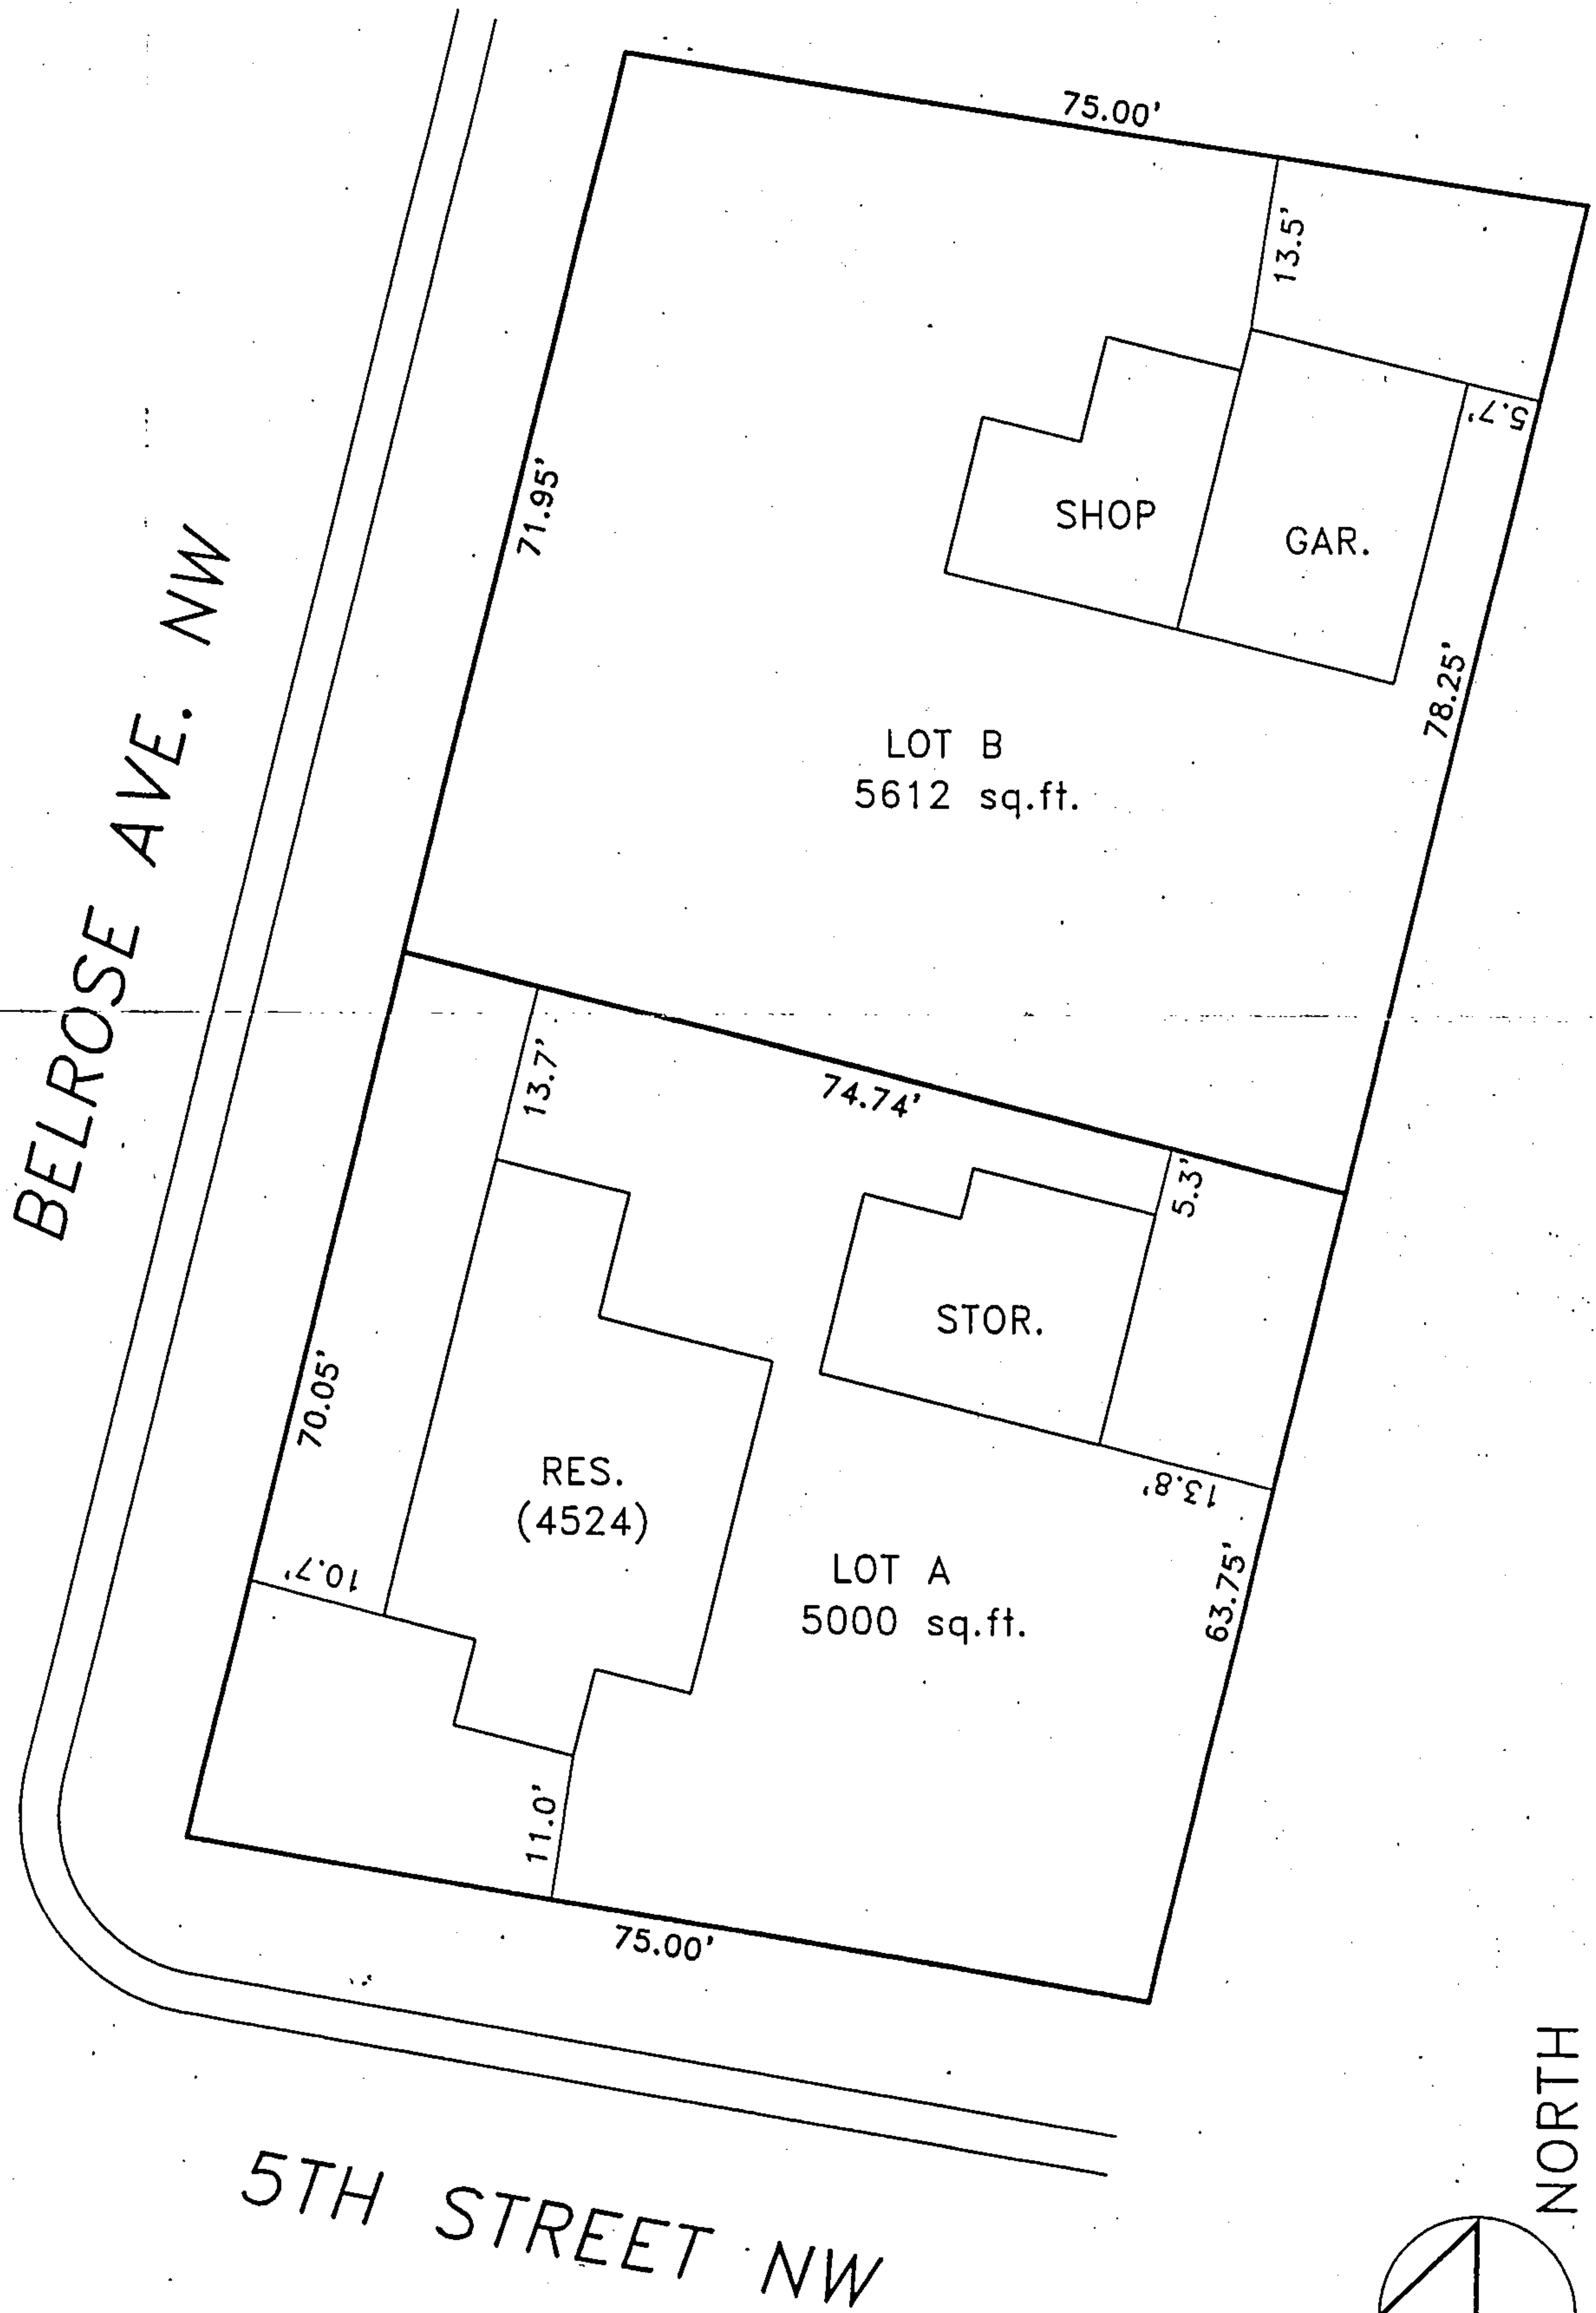 75.00'
13.5'
5.7'
71.95'
SHOP
GAR.
78.25'
LOT B
5612 sq.ft.
BELROSE AVE. NW
13.7'
74.74'
5.3'
STOR.
70.05'
RES.
(4524)
13.8'
10.7'
LOT A
5000 sq.ft.
63.75'
11.0'
75.00'
5TH STREET NW
NORTH